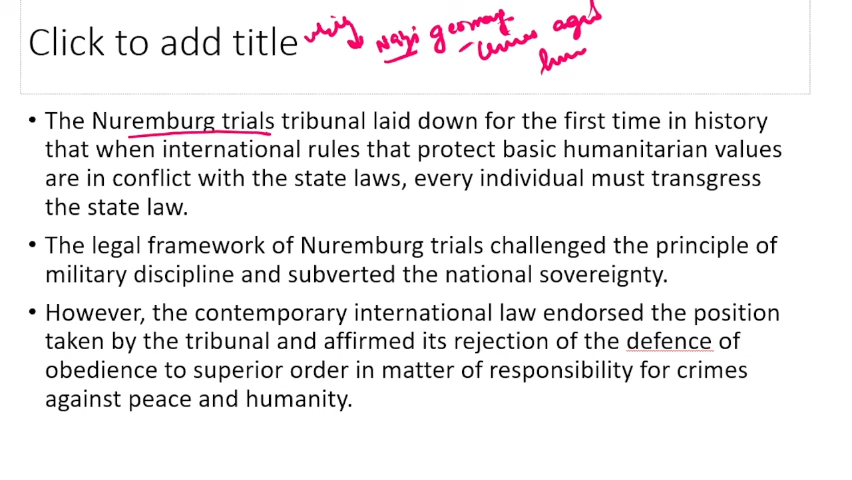 Click to add title
Nazi
• The Nuremburg trials tribunal laid down for the first time in history
that when international rules that protect basic humanitarian values
are in conflict with the state laws, every individual must transgress
the state law.
• The legal framework of Nuremburg trials challenged the principle of
military discipline and subverted the national sovereignty.
• However, the contemporary international law endorsed the position
taken by the tribunal and affirmed its rejection of the defence of
obedience to superior order in matter of responsibility for crimes
against peace and humanity.